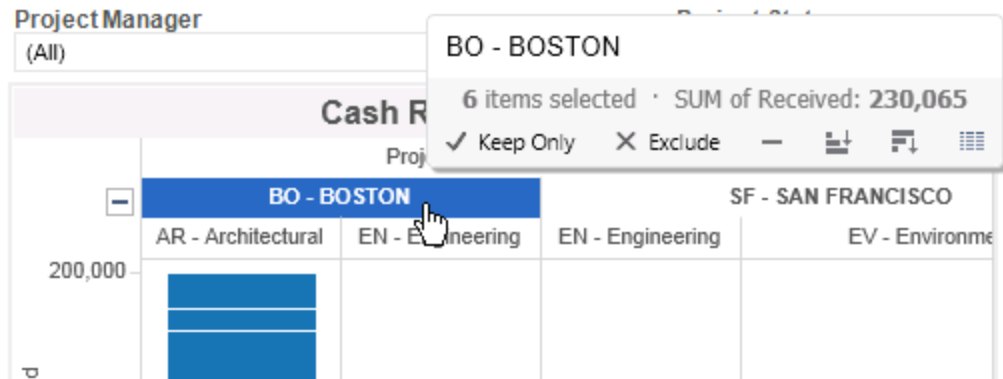 Project Manager
(All)
BO - BOSTON
6 items selected · SUM of Received: 230,065
Keep Only Exclude
Cash R
Proj
BO - BOSTON SF - SAN FRANCISCO
AR - Architectural EN - Engineering EN - Engineering EV - Environme
200,000